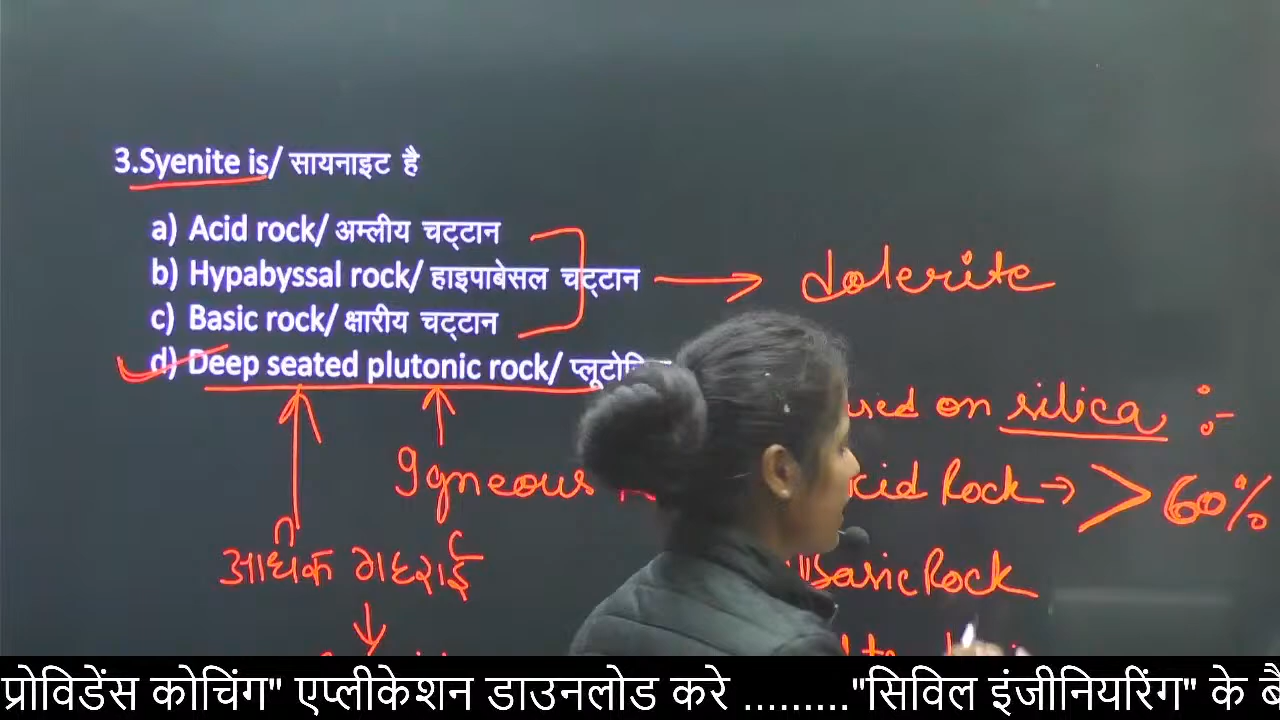 3.Syenite is/ सायनाइट है
a) Acid rock/ अम्लीय चट्टान
b) Hypabyssal rock/ हाइपाबेसल चट्टान → dolerite
c) Basic rock/ क्षारीय चट्टान
d) Deep seated plutonic rock/
on silica :-
Igneous
Rock → > 60%
अधिक गहराई
Basic Rock
प्रोविडेंस कोचिंग" एप्लीकेशन डाउनलोड करे ........."सिविल इंजीनियरिंग" के